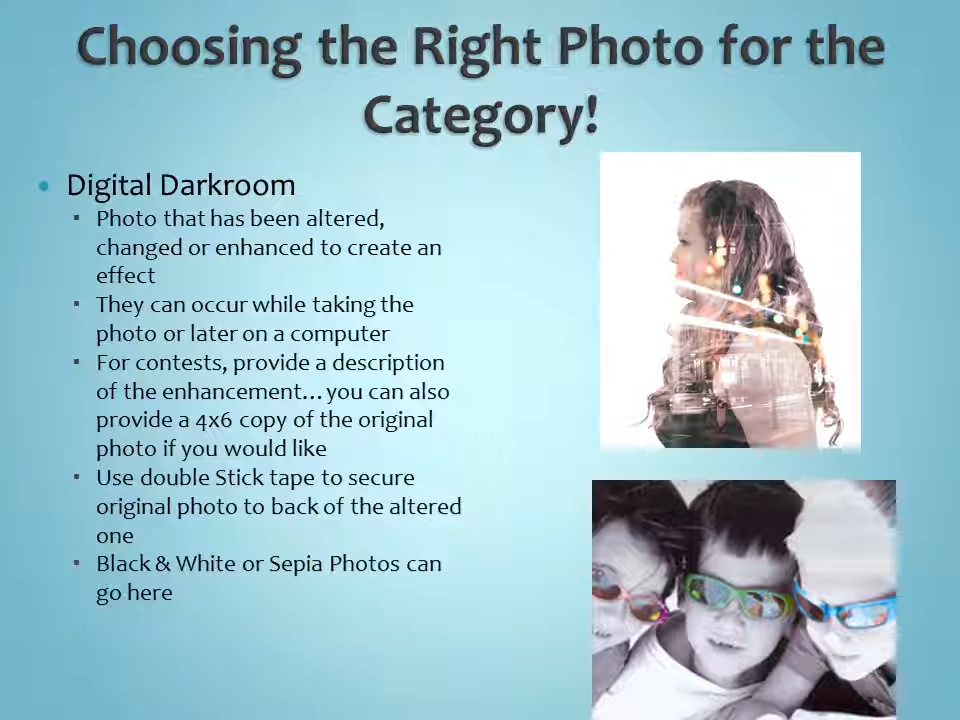 Choosing the Right Photo for the
Category!
• Digital Darkroom
▪ Photo that has been altered,
changed or enhanced to create an
effect
▪ They can occur while taking the
photo or later on a computer
▪ For contests, provide a description
of the enhancement…you can also
provide a 4x6 copy of the original
photo if you would like
▪ Use double Stick tape to secure
original photo to back of the altered
one
▪ Black & White or Sepia Photos can
go here